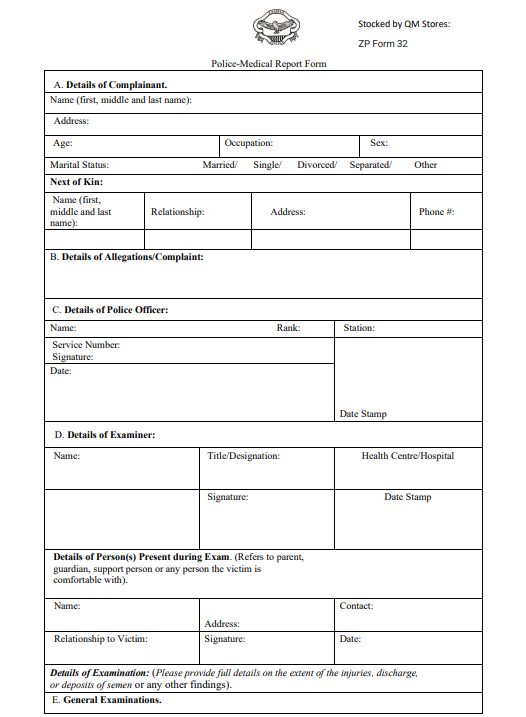 Stocked by QM Stores:
ZP Form 32
Police-Medical Report Form
A. Details of Complainant.
Name (first, middle and last name):
Address:
Age: Occupation: Sex:
Marital Status: Married/ Single/ Divorced/ Separated/ Other
Next of Kin:
Name (first,
middle and last
name):
Relationship:
Address:
Phone #:
B. Details of Allegations/Complaint:
C. Details of Police Officer:
Name: Rank: Station:
Service Number:
Signature:
Date:
Date Stamp
D. Details of Examiner:
Name: Title/Designation: Health Centre/Hospital
Signature: Date Stamp
Details of Person(s) Present during Exam. (Refers to parent,
guardian, support person or any person the victim is
comfortable with).
Name:
Address:
Contact:
Relationship to Victim: Signature: Date:
Details of Examination: (Please provide full details on the extent of the injuries, discharge,
or deposits of semen or any other findings).
E. General Examinations.